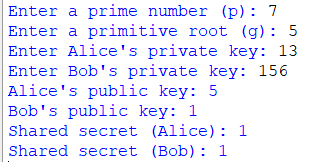 Enter a prime number (p): 7
Enter a primitive root (g): 5
Enter Alice's private key: 13
Enter Bob's private key: 156
Alice's public key: 5
Bob's public key: 1
Shared secret (Alice): 1
Shared secret (Bob): 1